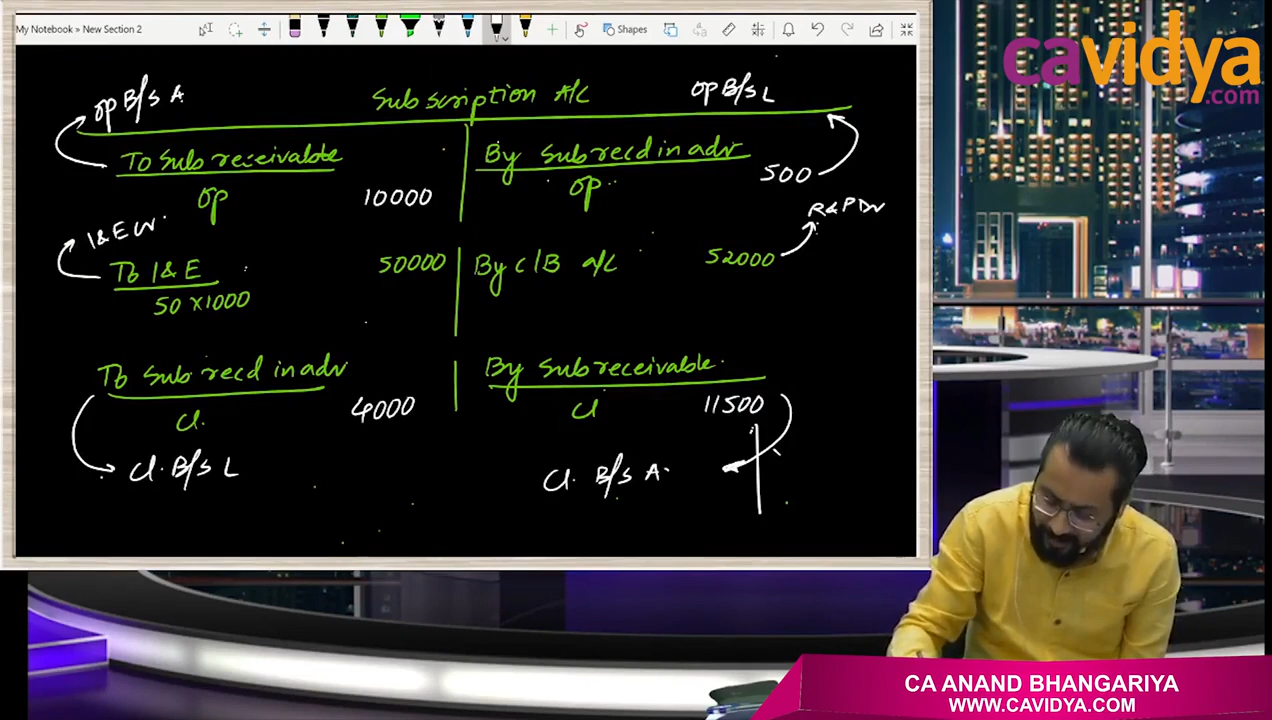 My Notebook » New Section 2
Shapes
cavidya
.com
op B/s A
Subscription A/C
op B/s L
To Sub receivable
op
10000
By Sub recd in adv
op
500
I&E Cr
R&P Dr
To I&E
50 x 1000
50000
By C/B a/c
52000
To Sub recd in adv
Cl.
4000
By Sub receivable
Cl
11500
Cl. B/s L
Cl. B/s A
CA ANAND BHANGARIYA
WWW.CAVIDYA.COM